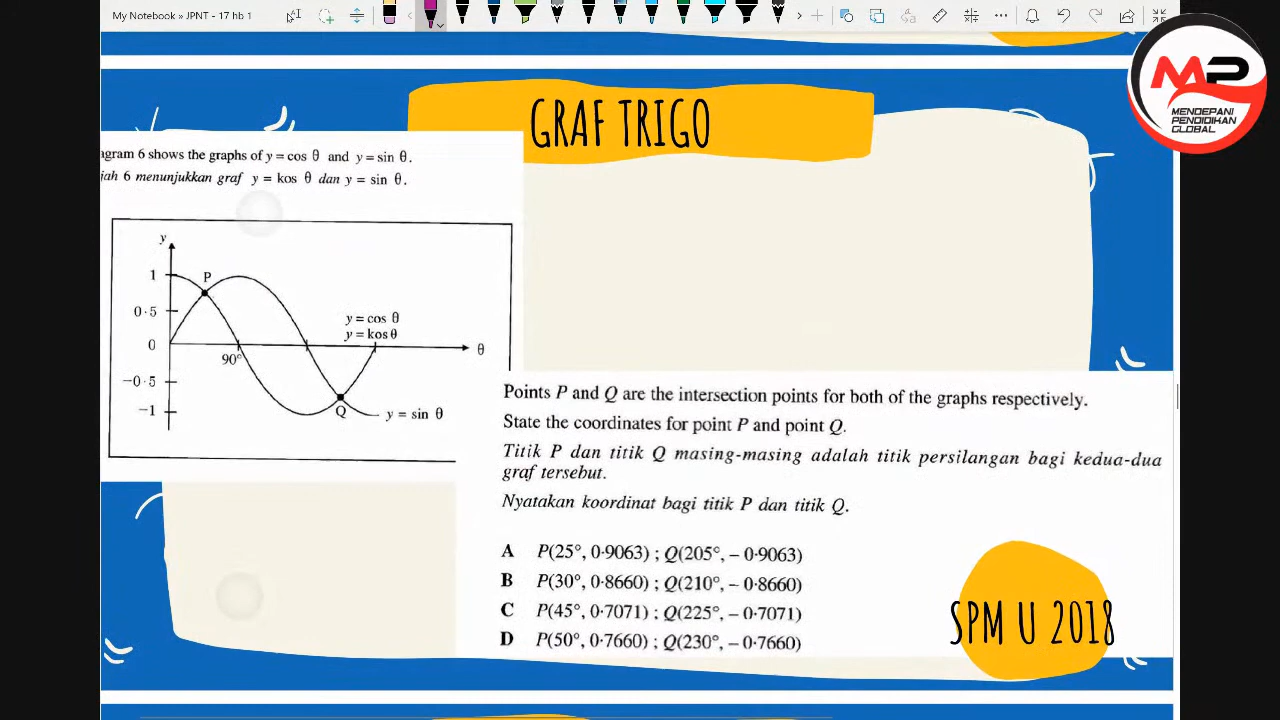 My Notebook » JPNT - 17 hb 1
MP
MENDEPANI
PENDIDIKAN
GLOBAL
GRAF TRIGO
agram 6 shows the graphs of y = cos θ and y = sin θ.
jah 6 menunjukkan graf y = kos θ dan y = sin θ.
y
1
P
0·5
y = cos θ
y = kos θ
0
θ
90°
−0·5
−1
Q
y = sin θ
Points P and Q are the intersection points for both of the graphs respectively.
State the coordinates for point P and point Q.
Titik P dan titik Q masing-masing adalah titik persilangan bagi kedua-dua
graf tersebut.
Nyatakan koordinat bagi titik P dan titik Q.
A P(25°, 0·9063) ; Q(205°, − 0·9063)
B P(30°, 0·8660) ; Q(210°, − 0·8660)
C P(45°, 0·7071) ; Q(225°, − 0·7071)
D P(50°, 0·7660) ; Q(230°, − 0·7660)
SPM U 2018